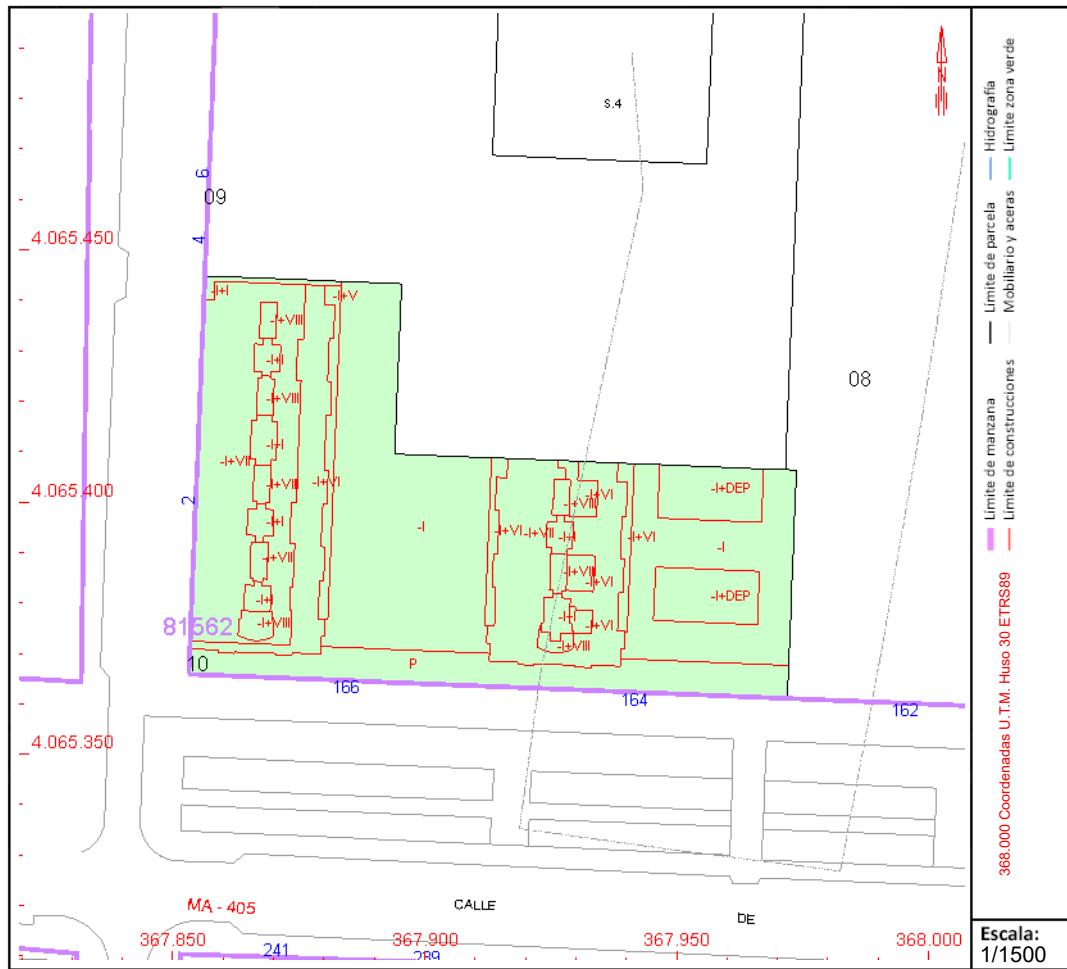 S.4
N
6
09
4
4.065.450
-I+I
-I+V
-I+VIII
-I+I
08
-I+VIII
-I+I
-I+VII
-I+VI
-I+VIII
2
4.065.400
-I+I
-I
-I+VI
-I+VII
-I+VIII
-I+VI
-I+I
-I+VI
-I+DEP
-I
-I+VII
-I+VII
-I+VI
-I+DEP
-I+I
-I+VIII
-I+I
-I+VI
-I+VIII
81562
10
P
166
164
162
4.065.350
MA - 405
CALLE
DE
367.850
367.900
367.950
368.000
241
Hidrografía
Límite zona verde
Límite de parcela
Mobiliario y aceras
Límite de manzana
Límite de construcciones
368.000 Coordenadas U.T.M. Huso 30 ETRS89
Escala:
1/1500